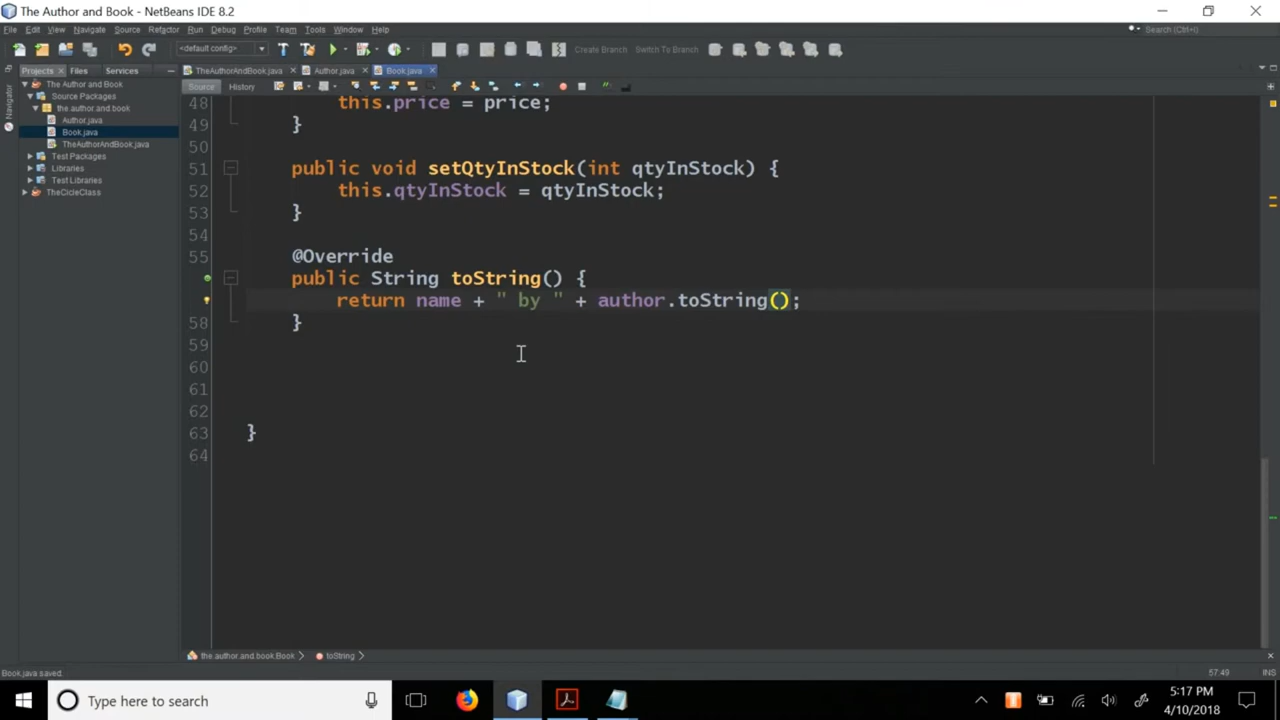 The Author and Book - NetBeans IDE 8.2
File Edit View Navigate Source Refactor Run Debug Profile Team Tools Window Help
Search (Ctrl+I)
<default config>
Create Branch
Switch To Branch
Projects Files Services
TheAuthorAndBook.java Author.java Book.java
Navigator
The Author and Book
Source Packages
the.author.and.book
Author.java
Book.java
TheAuthorAndBook.java
Test Packages
Libraries
Test Libraries
TheCicleClass
Source History
48 this.price = price;
49 }
50
51 public void setQtyInStock(int qtyInStock) {
52 this.qtyInStock = qtyInStock;
53 }
54
55 @Override
public String toString() {
return name + " by " + author.toString();
58 }
59
60
61
62
63 }
64
the.author.and.book.Book
toString
Book.java saved.
57:49
INS
Type here to search
5:17 PM
4/10/2018